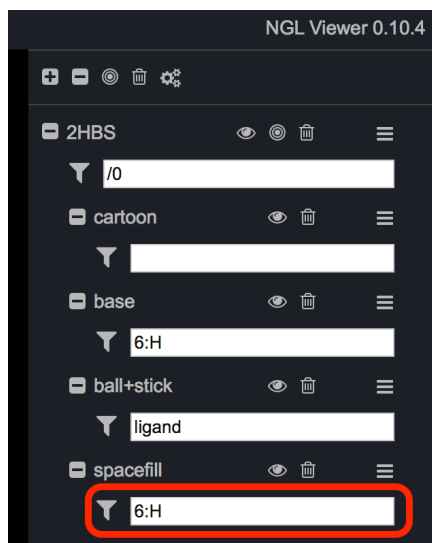 NGL Viewer 0.10.4
2HBS
/0
cartoon
base
6:H
ball+stick
ligand
spacefill
6:H